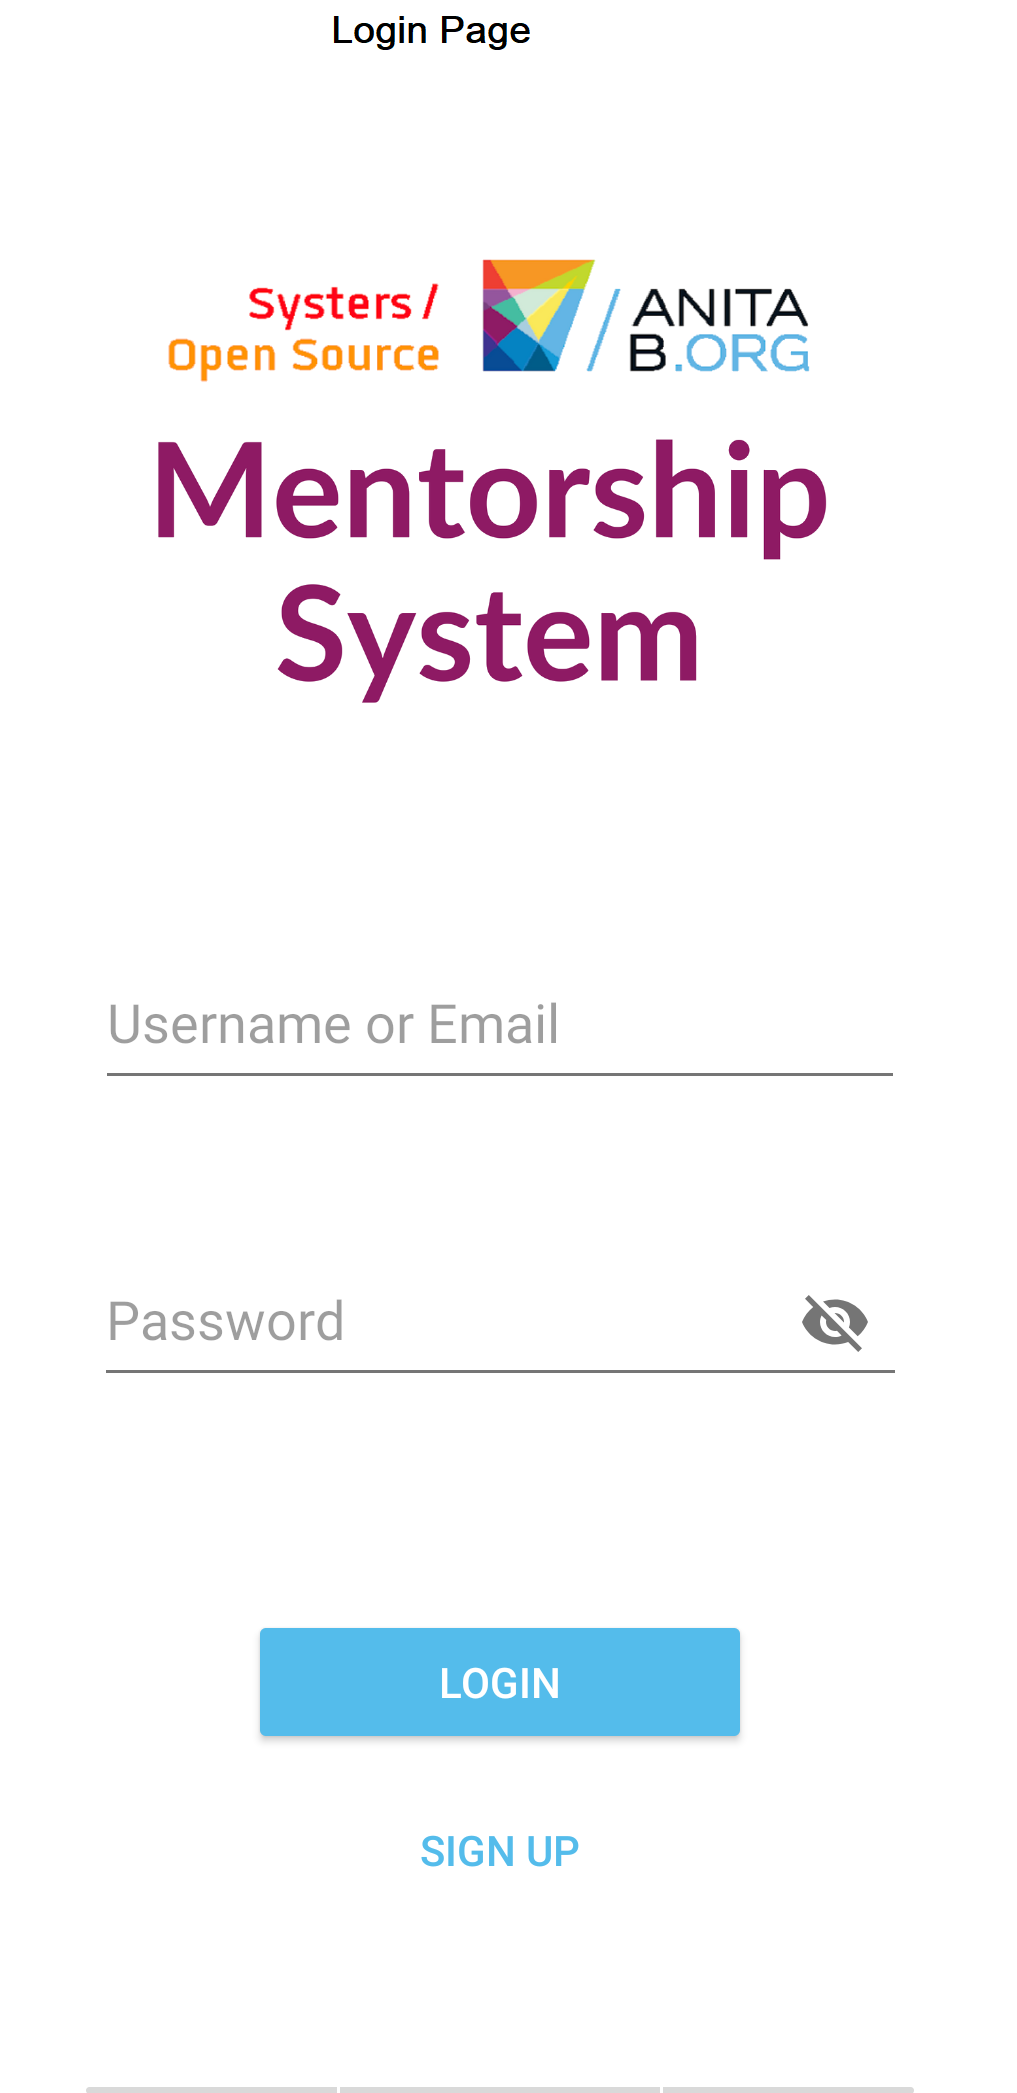 Login Page
Systers /
Open Source
ANITA
B.ORG
Mentorship
System
Username or Email
Password
LOGIN
SIGN UP